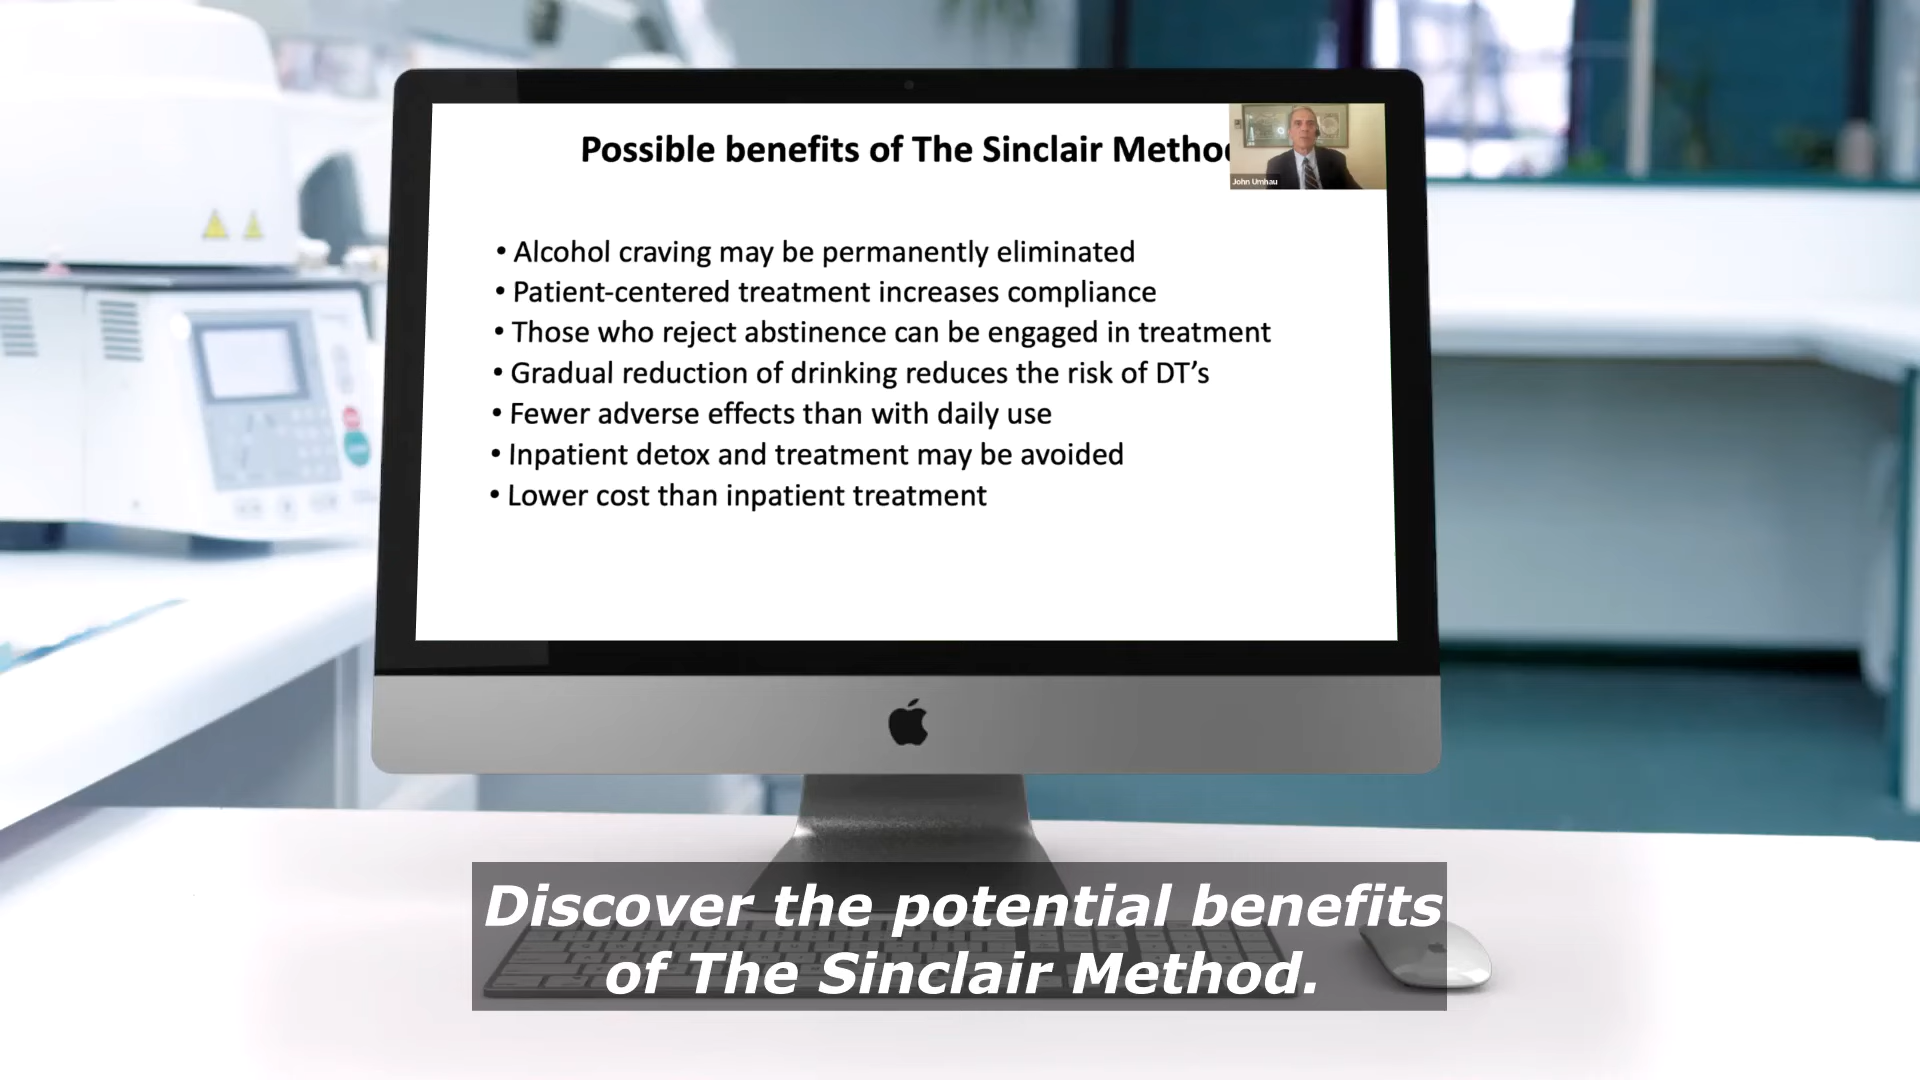 Possible benefits of The Sinclair Metho
John Umhau
• Alcohol craving may be permanently eliminated
• Patient-centered treatment increases compliance
• Those who reject abstinence can be engaged in treatment
• Gradual reduction of drinking reduces the risk of DT’s
• Fewer adverse effects than with daily use
• Inpatient detox and treatment may be avoided
• Lower cost than inpatient treatment
Discover the potential benefits
of The Sinclair Method.